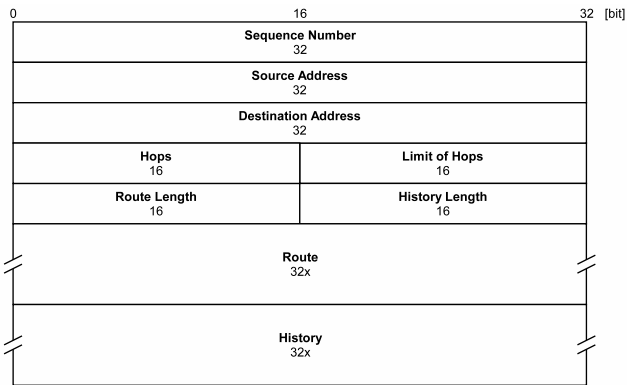 0 16 32 [bit]
Sequence Number
32
Source Address
32
Destination Address
32
Hops Limit of Hops
16 16
Route Length History Length
16 16
Route
32x
History
32x